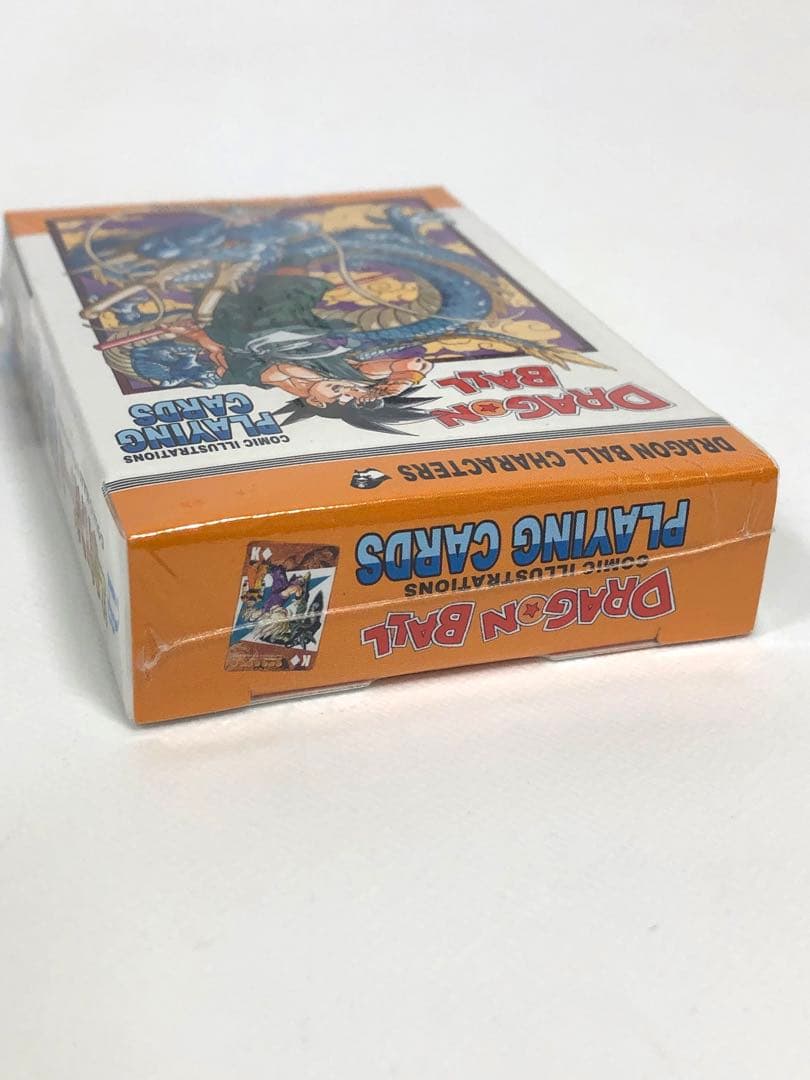 DRAGON
BALL
COMIC ILLUSTRATIONS
PLAYING
CARDS
DRAGON BALL CHARACTERS
DRAGON BALL
COMIC ILLUSTRATIONS
PLAYING CARDS
K
K